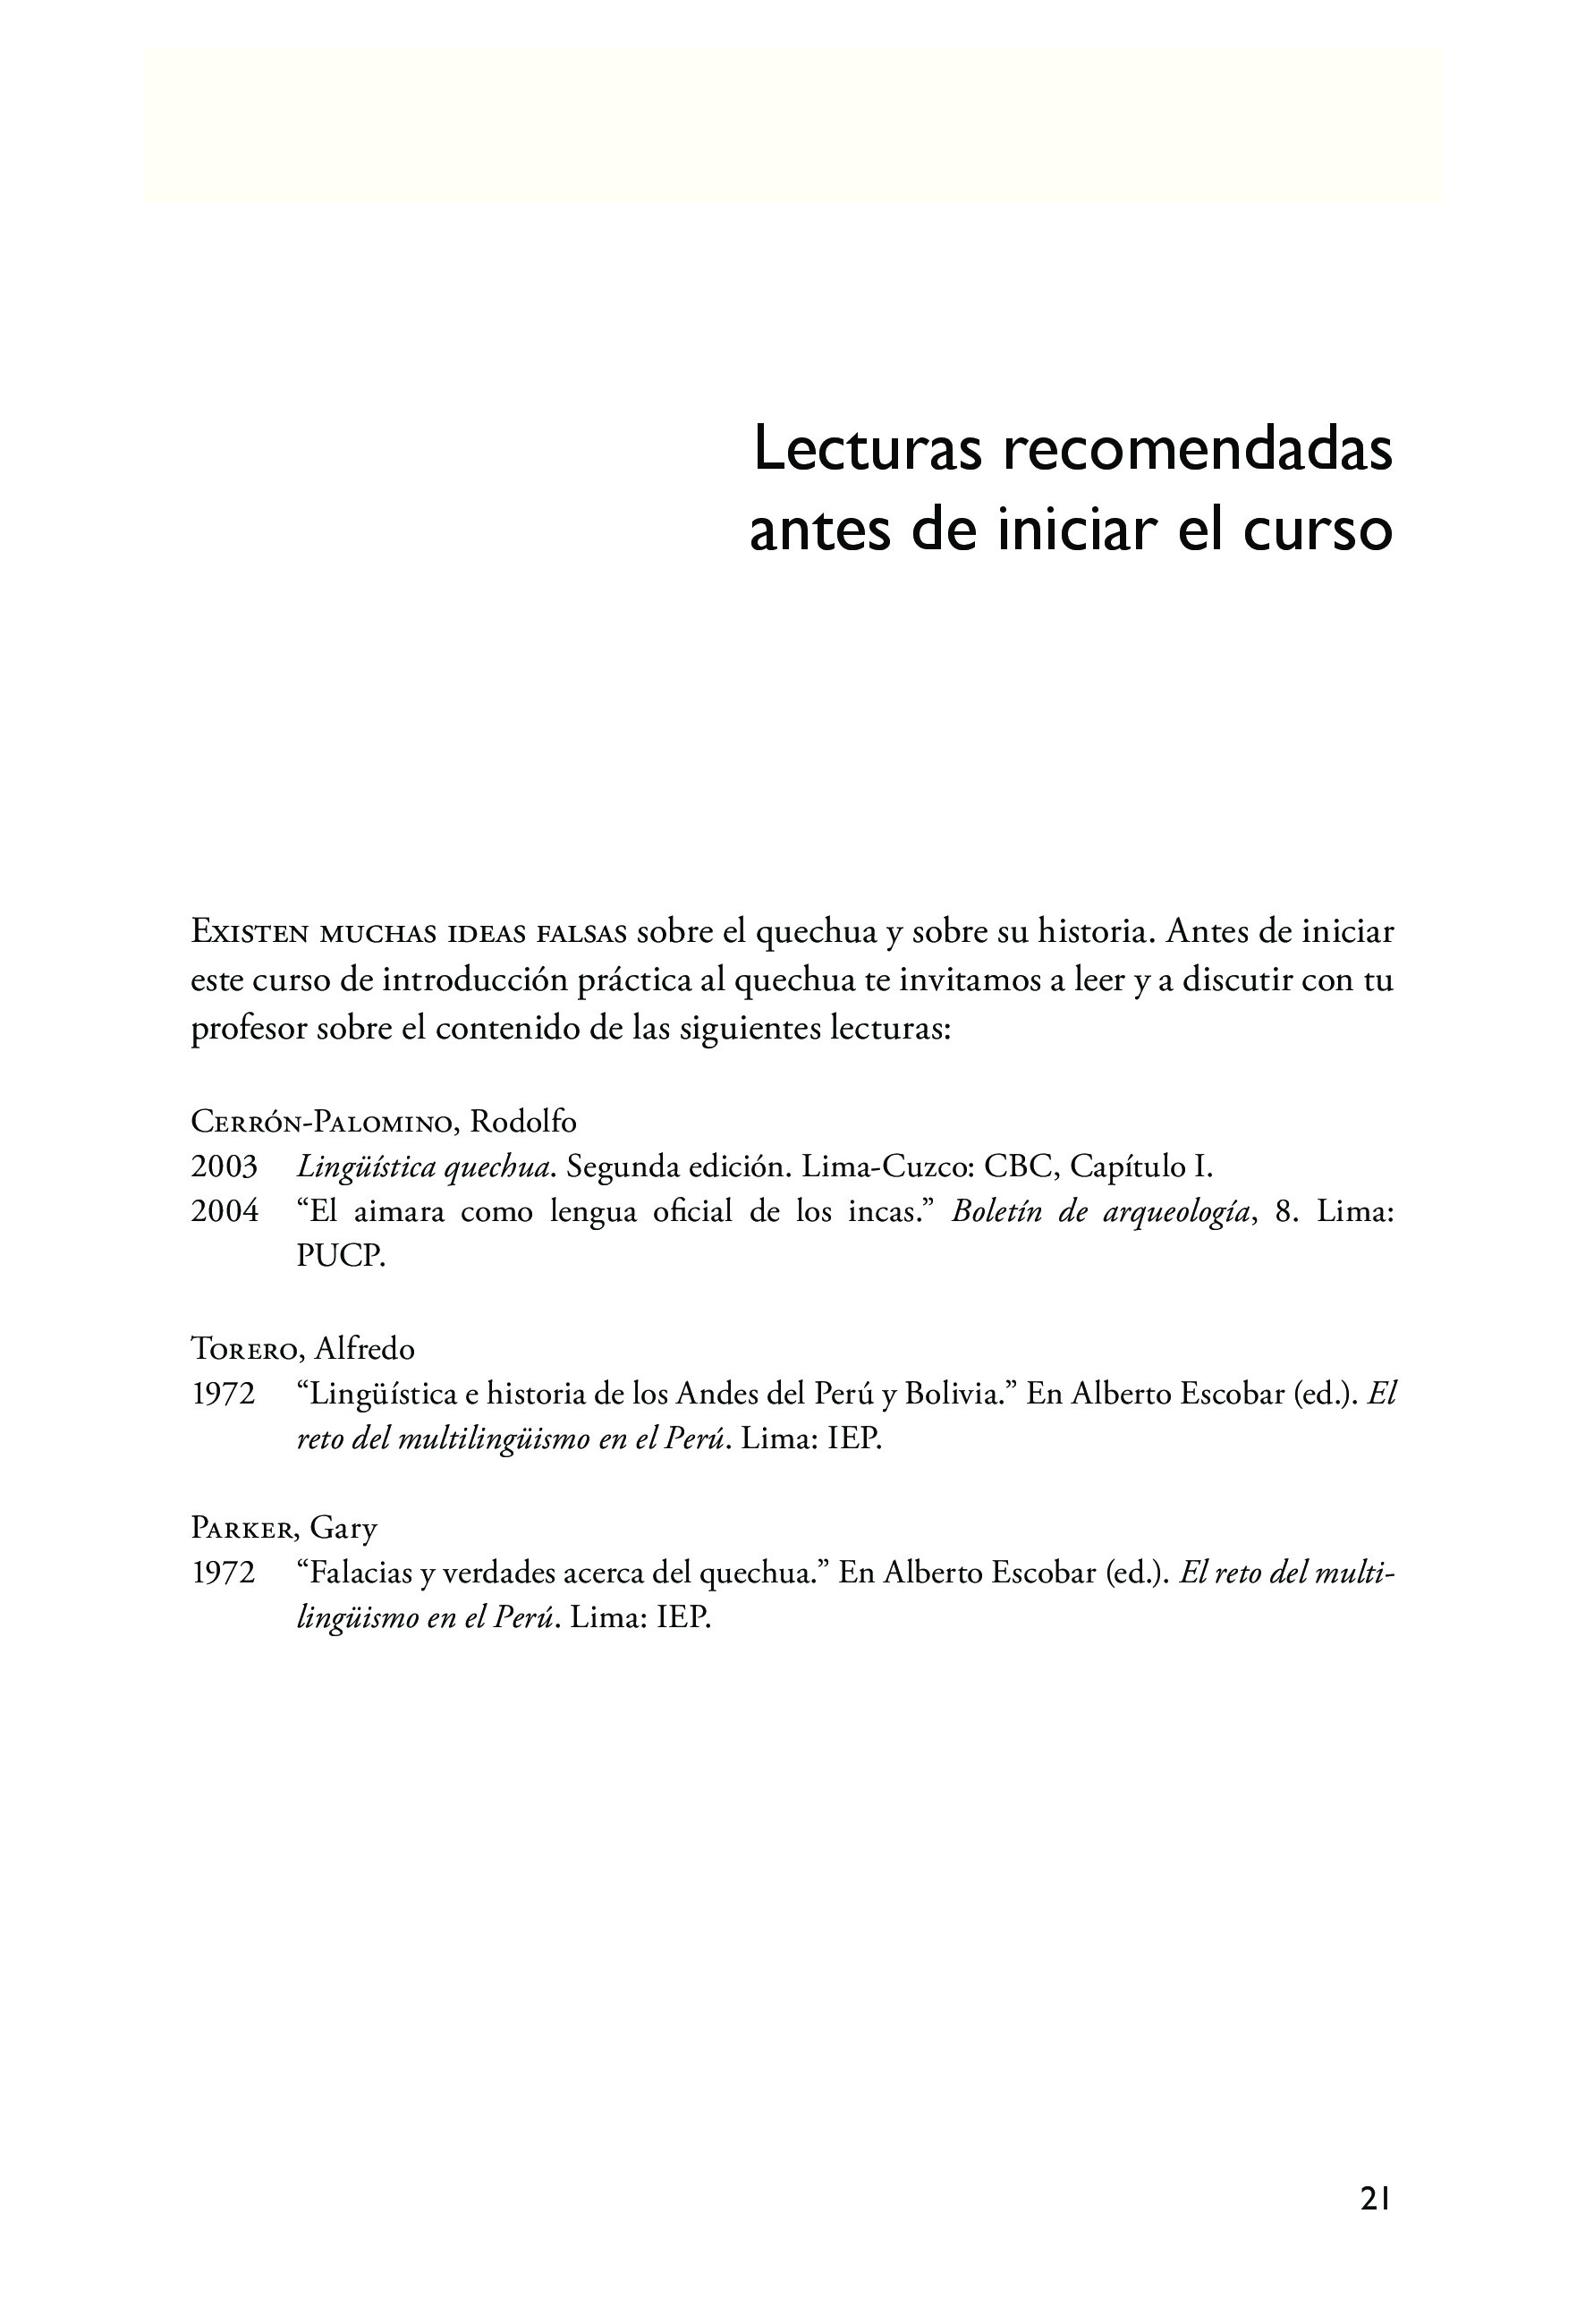 Lecturas recomendadas
antes de iniciar el curso
Existen muchas ideas falsas sobre el quechua y sobre su historia. Antes de iniciar
este curso de introducción práctica al quechua te invitamos a leer y a discutir con tu
profesor sobre el contenido de las siguientes lecturas:
Cerrón-Palomino, Rodolfo
2003 Lingüística quechua. Segunda edición. Lima-Cuzco: CBC, Capítulo I.
2004 “El aimara como lengua oficial de los incas.” Boletín de arqueología, 8. Lima:
PUCP.
Torero, Alfredo
1972 “Lingüística e historia de los Andes del Perú y Bolivia.” En Alberto Escobar (ed.). El
reto del multilingüismo en el Perú. Lima: IEP.
Parker, Gary
1972 “Falacias y verdades acerca del quechua.” En Alberto Escobar (ed.). El reto del multi-
lingüismo en el Perú. Lima: IEP.
21